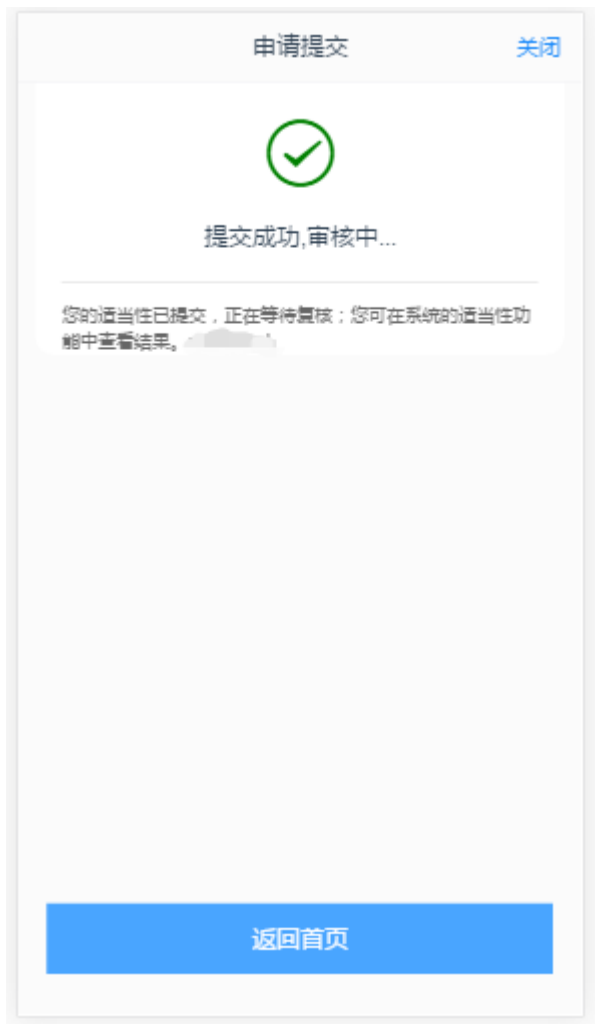 申请提交
关闭
提交成功,审核中...
您的适当性已提交，正在等待复核；您可在系统的适当性功
能中查看结果。
返回首页